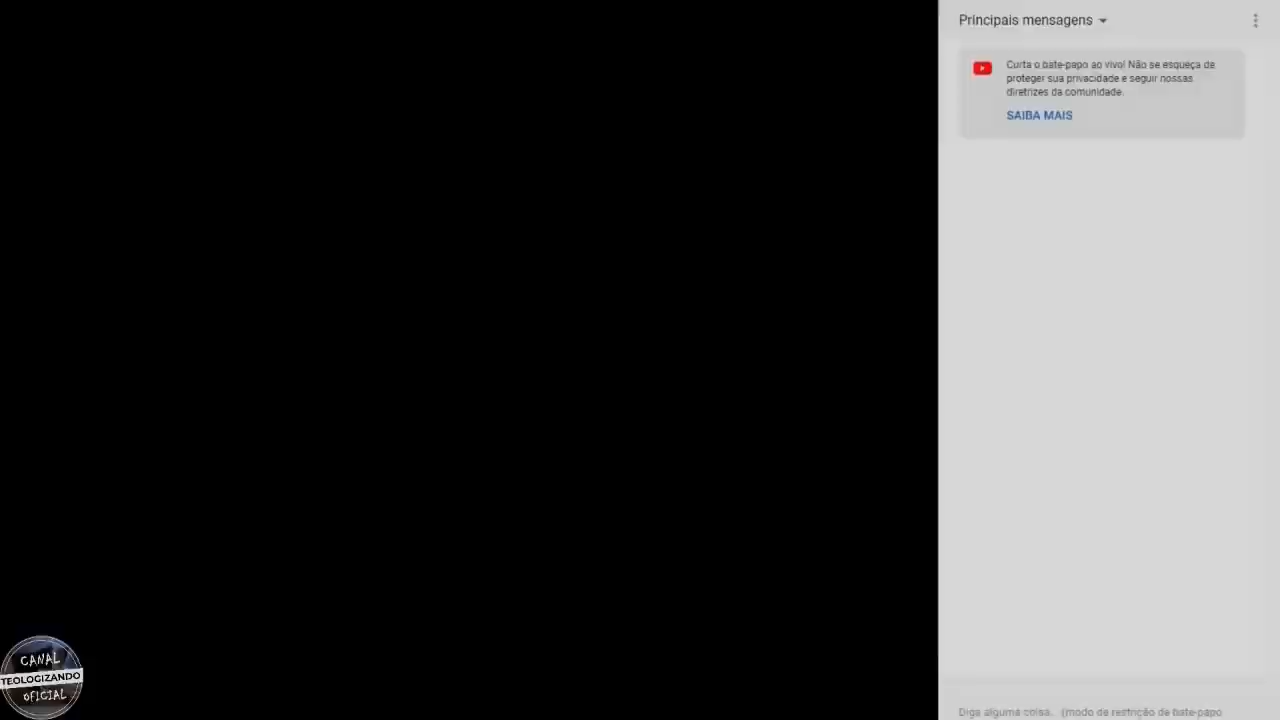 Principais mensagens
Curta o bate-papo ao vivo! Não se esqueça de
proteger sua privacidade e seguir nossas
diretrizes da comunidade.
SAIBA MAIS
CANAL
TEOLOGIZANDO
OFICIAL
Diga alguma coisa. (modo de restrição de bate-papo